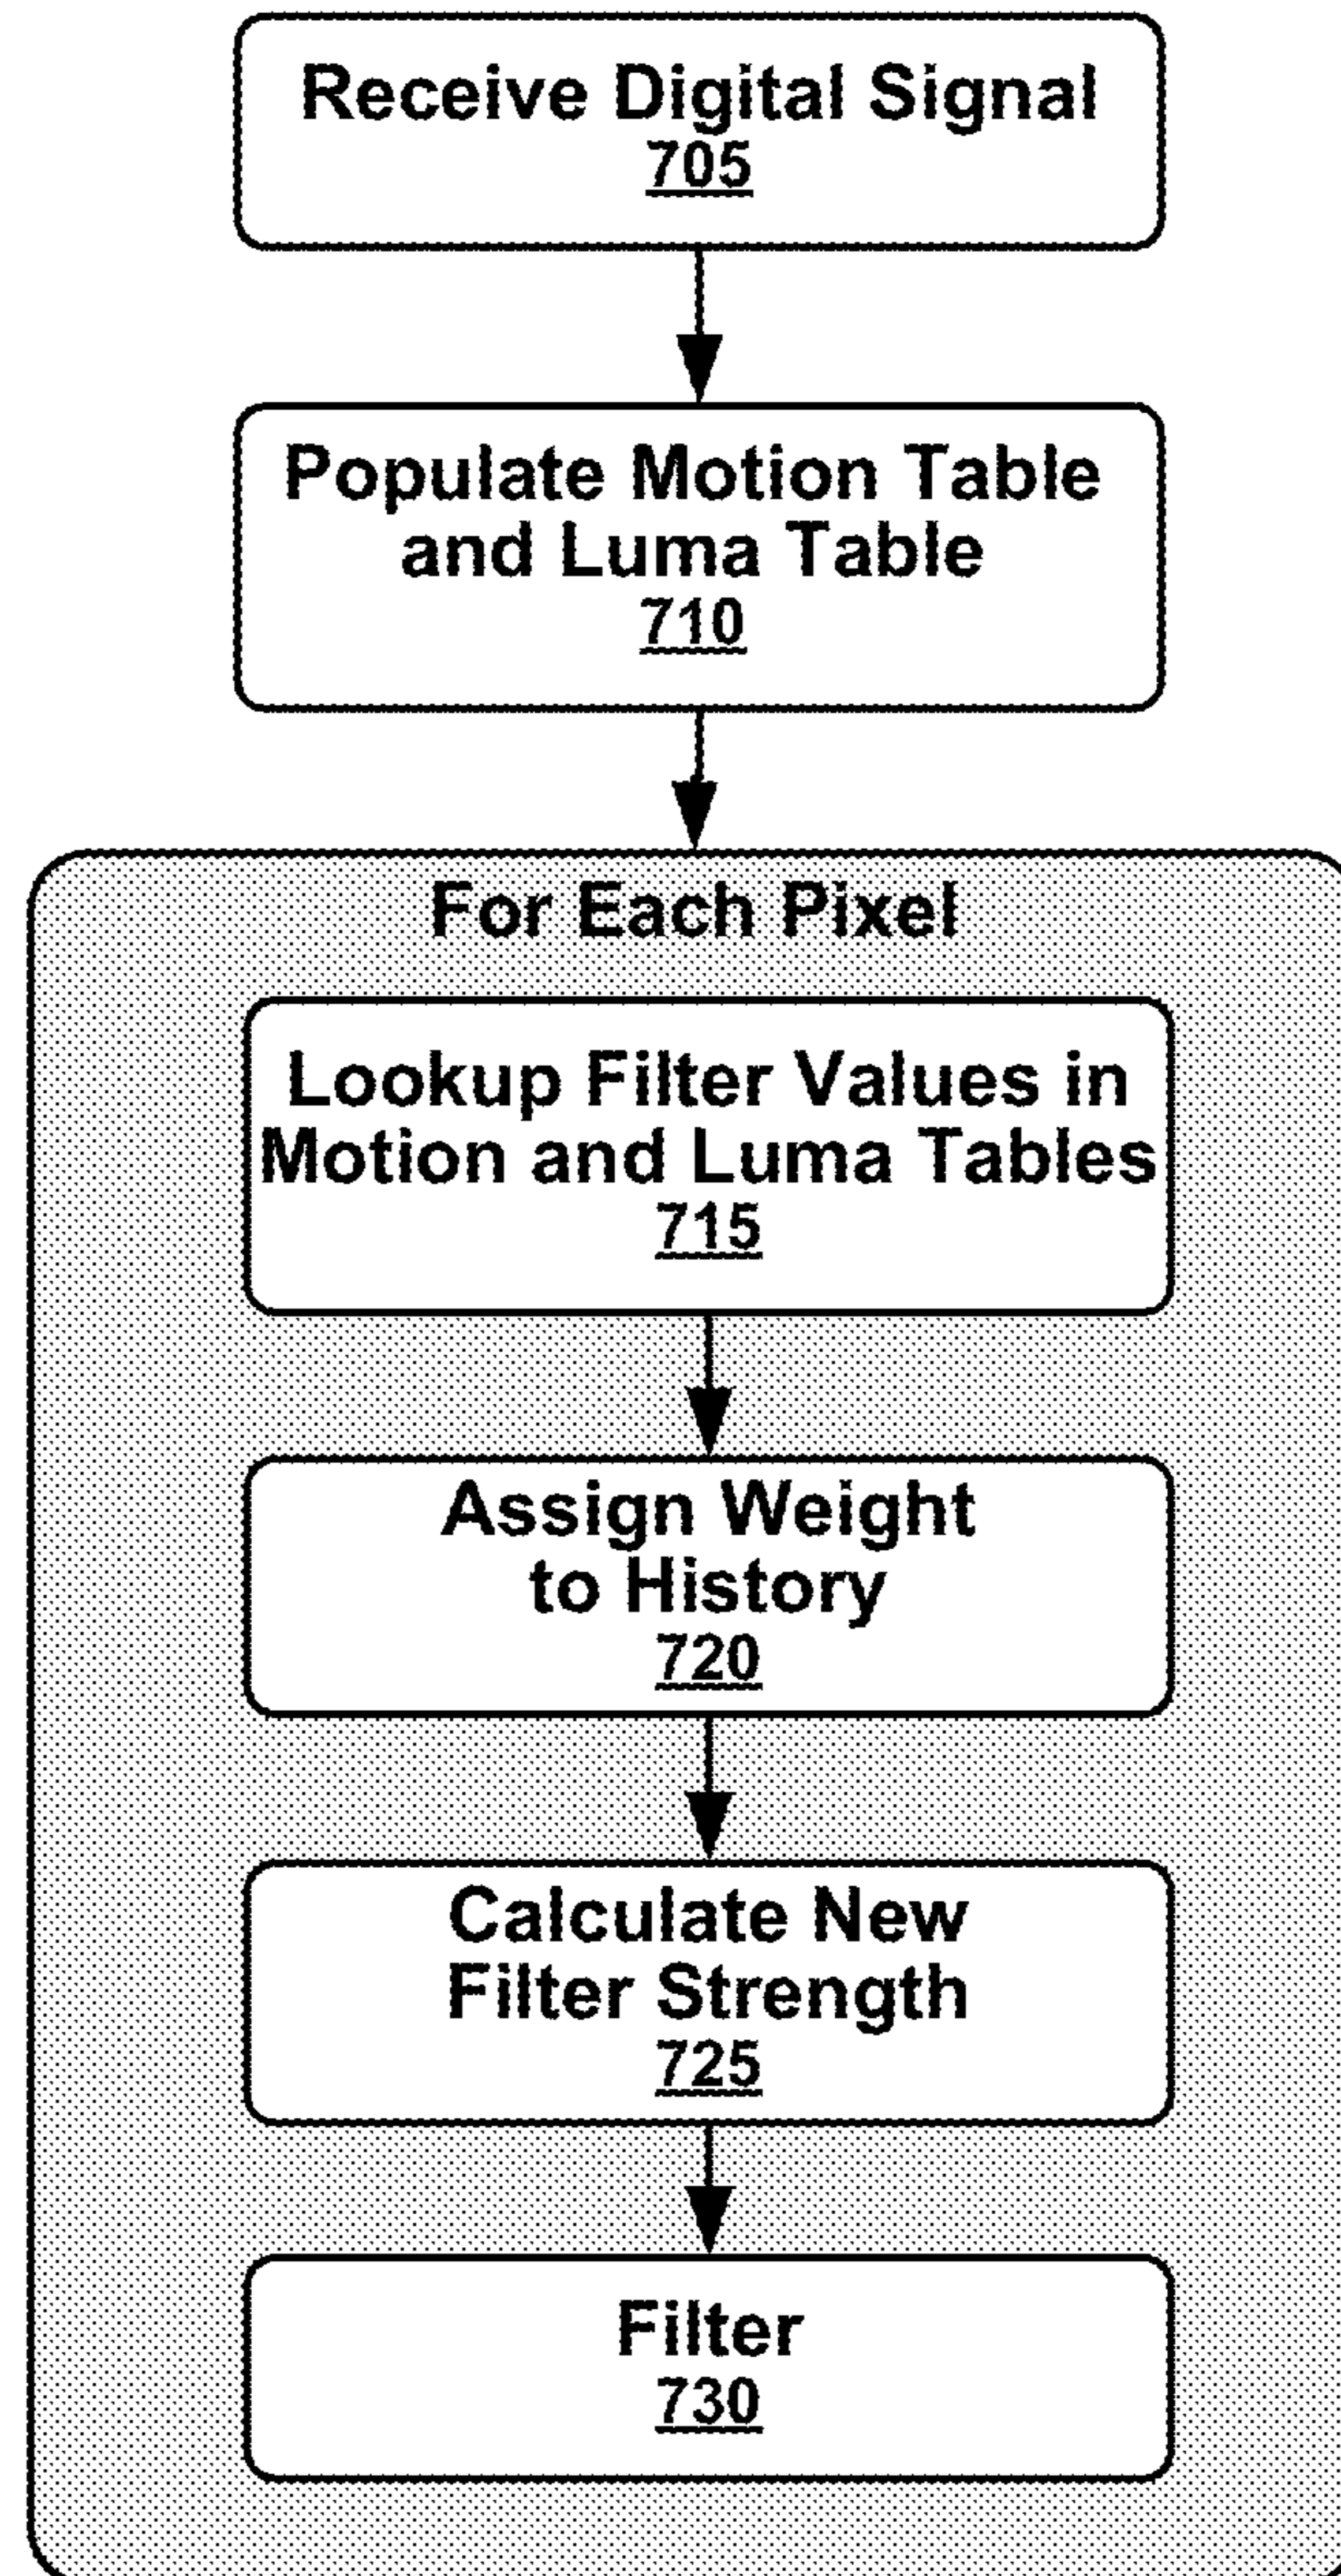 Receive Digital Signal
705
Populate Motion Table
and Luma Table
710
For Each Pixel
Lookup Filter Values in
Motion and Luma Tables
715
Assign Weight
to History
720
Calculate New
Filter Strength
725
Filter
730